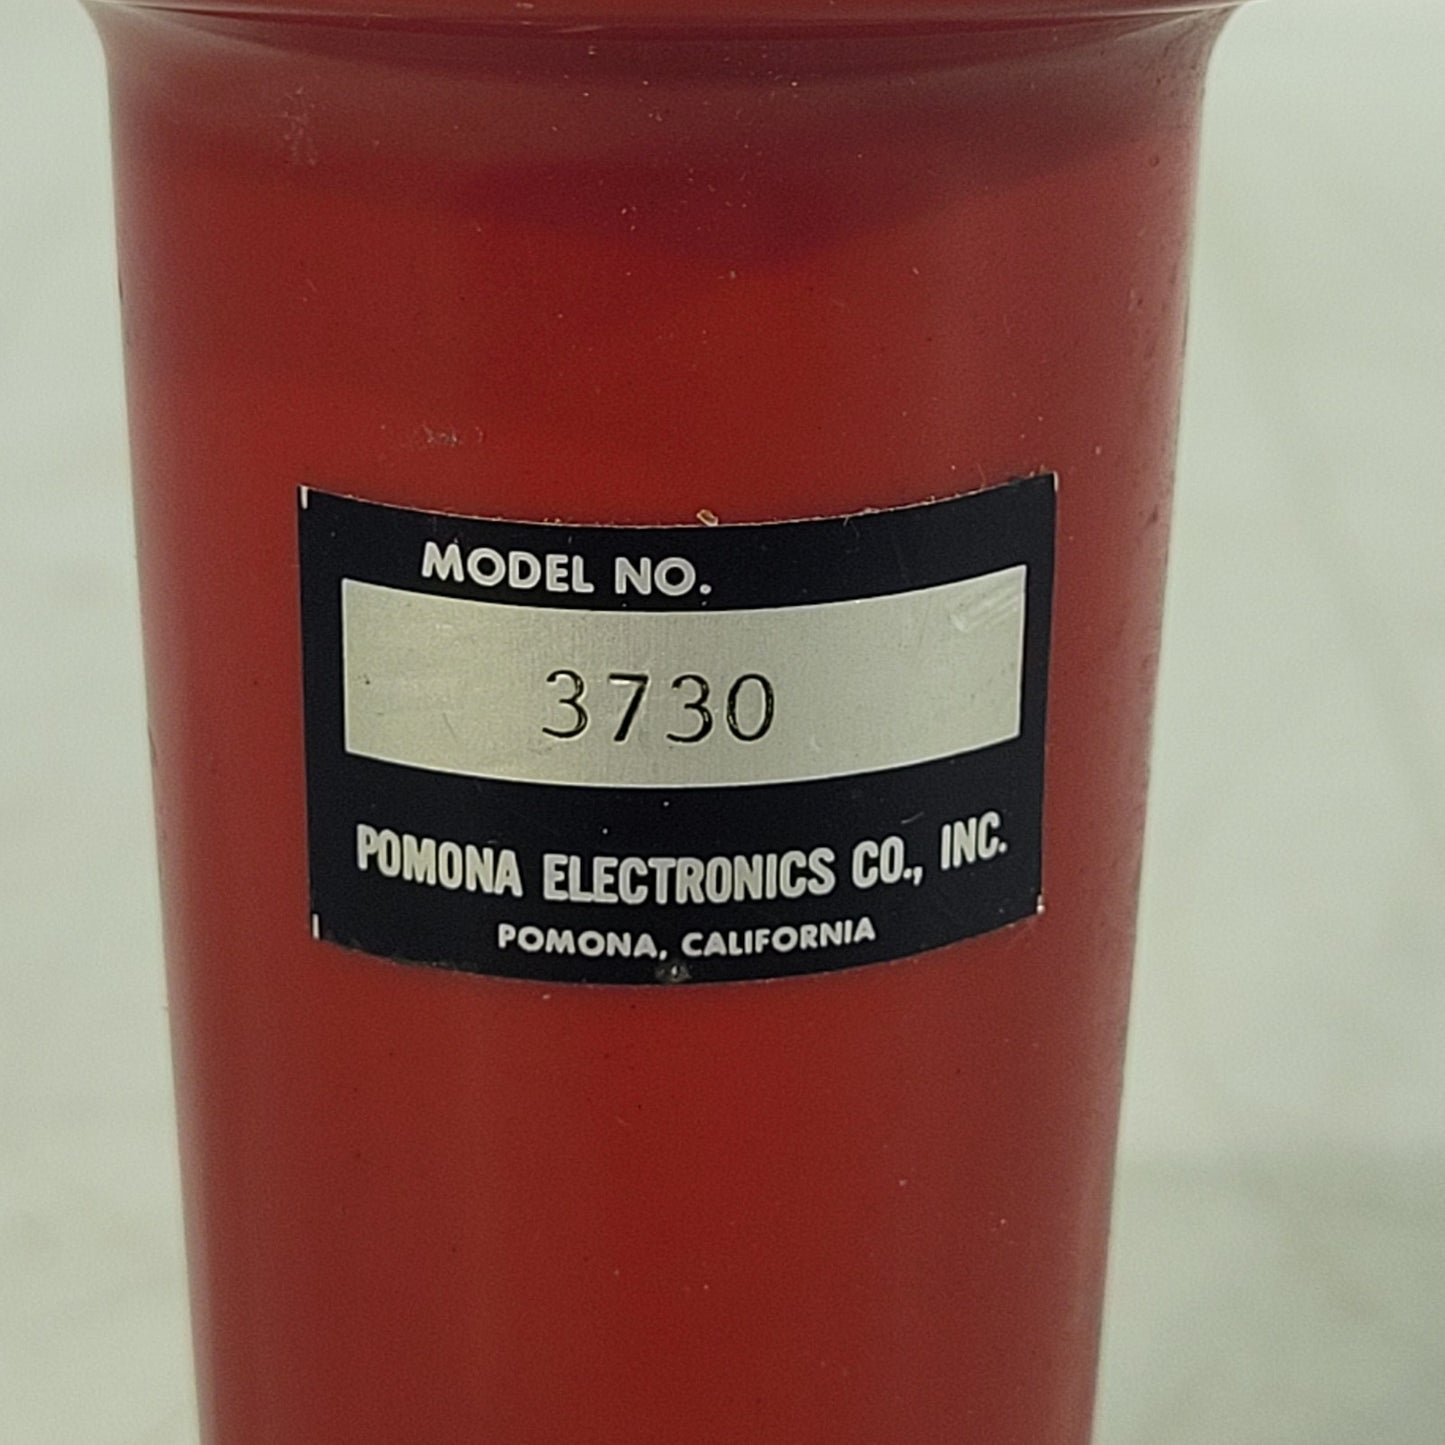 MODEL NO.
3730
POMONA ELECTRONICS CO., INC.
POMONA, CALIFORNIA